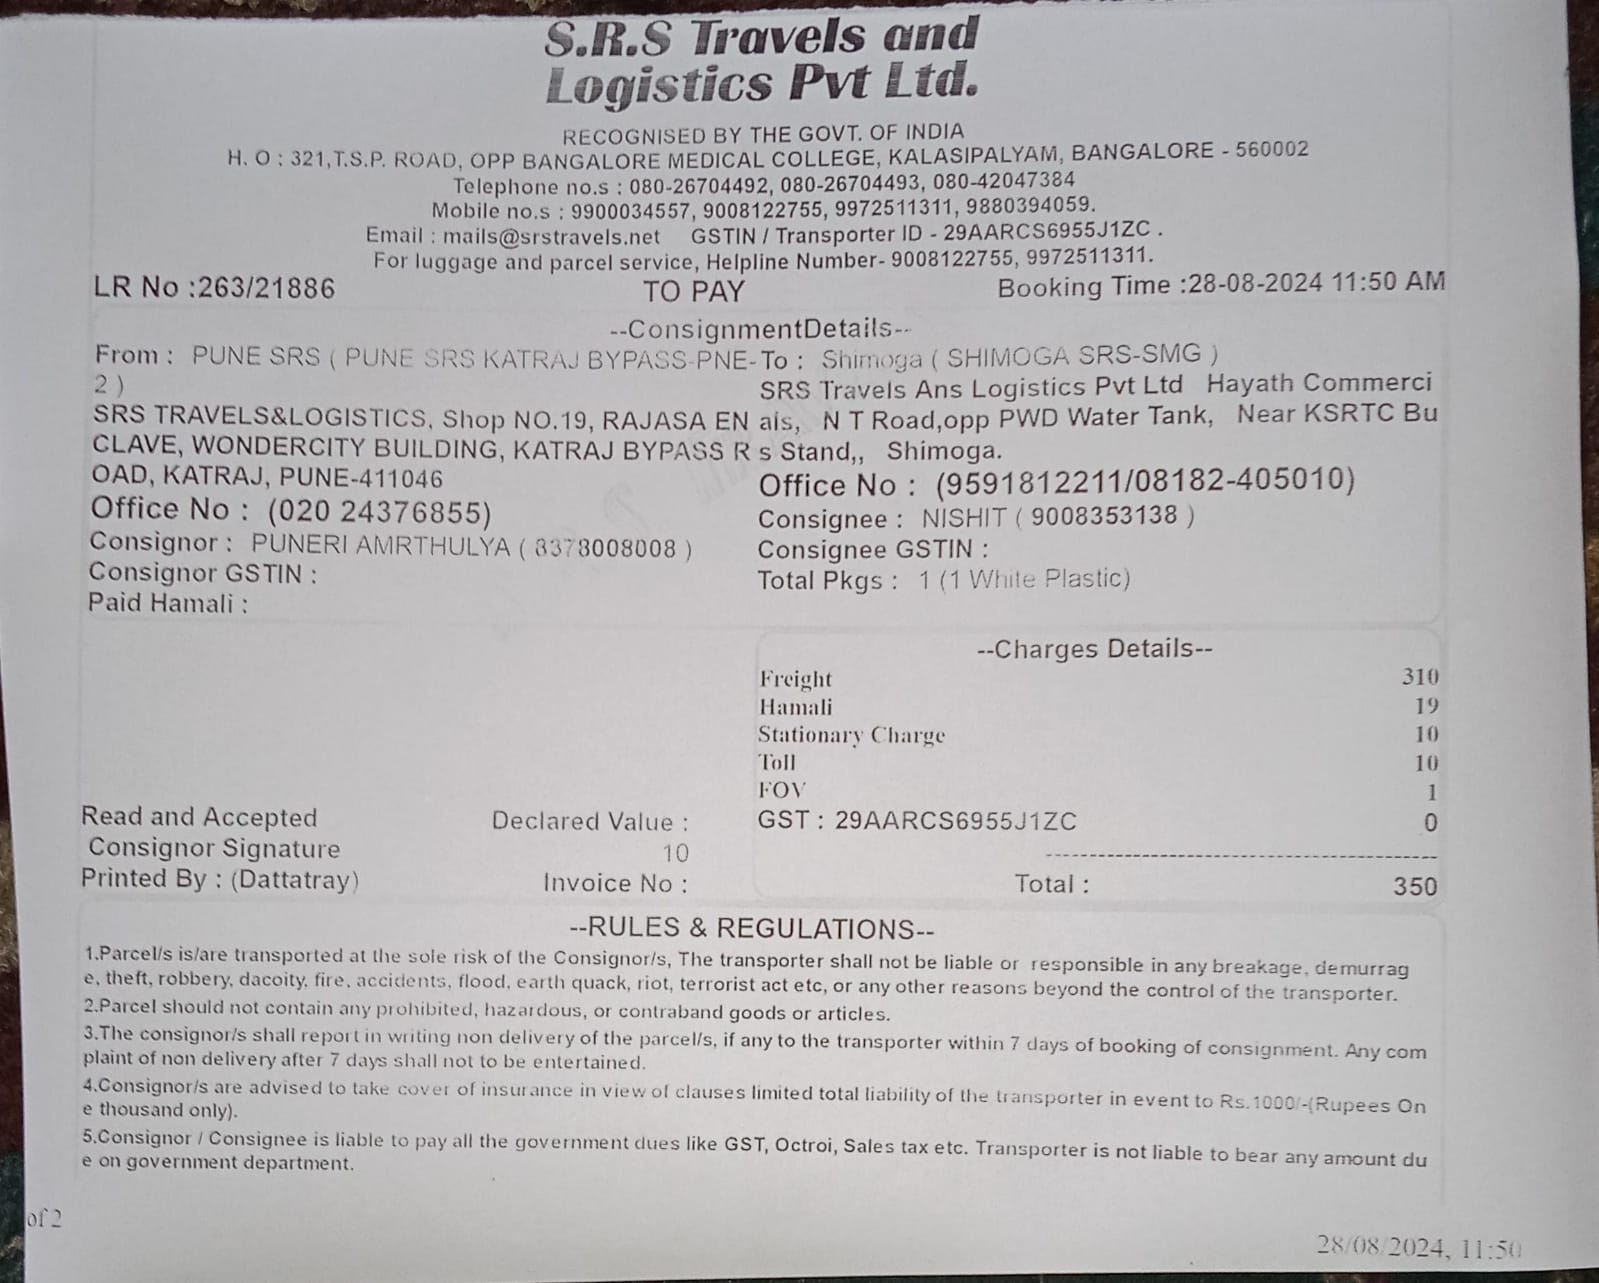 S.R.S Travels and
Logistics Pvt Ltd.
RECOGNISED BY THE GOVT. OF INDIA
H. O : 321,T.S.P. ROAD, OPP BANGALORE MEDICAL COLLEGE, KALASIPALYAM, BANGALORE - 560002
Telephone no.s : 080-26704492, 080-26704493, 080-42047384
Mobile no.s : 9900034557, 9008122755, 9972511311, 9880394059.
Email : mails@srstravels.net GSTIN / Transporter ID - 29AARCS6955J1ZC .
For luggage and parcel service, Helpline Number- 9008122755, 9972511311.
LR No :263/21886 TO PAY Booking Time :28-08-2024 11:50 AM
--ConsignmentDetails--
From : PUNE SRS ( PUNE SRS KATRAJ BYPASS-PNE-
2 )
SRS TRAVELS&LOGISTICS, Shop NO.19, RAJASA EN
CLAVE, WONDERCITY BUILDING, KATRAJ BYPASS R
OAD, KATRAJ, PUNE-411046
Office No : (020 24376855)
Consignor : PUNERI AMRTHULYA ( 8378008008 )
Consignor GSTIN :
Paid Hamali :
To : Shimoga ( SHIMOGA SRS-SMG )
SRS Travels Ans Logistics Pvt Ltd Hayath Commerci
als, N T Road,opp PWD Water Tank, Near KSRTC Bu
s Stand,, Shimoga.
Office No : (9591812211/08182-405010)
Consignee : NISHIT ( 9008353138 )
Consignee GSTIN :
Total Pkgs : 1 (1 White Plastic)
--Charges Details--
Freight 310
Hamali 19
Stationary Charge 10
Toll 10
FOV 1
GST : 29AARCS6955J1ZC 0
Total : 350
Read and Accepted
Consignor Signature
Printed By : (Dattatray)
Declared Value :
10
Invoice No :
--RULES & REGULATIONS--
1.Parcel/s is/are transported at the sole risk of the Consignor/s, The transporter shall not be liable or responsible in any breakage, demurrag
e, theft, robbery, dacoity, fire, accidents, flood, earth quack, riot, terrorist act etc, or any other reasons beyond the control of the transporter.
2.Parcel should not contain any prohibited, hazardous, or contraband goods or articles.
3.The consignor/s shall report in writing non delivery of the parcel/s, if any to the transporter within 7 days of booking of consignment. Any com
plaint of non delivery after 7 days shall not to be entertained.
4.Consignor/s are advised to take cover of insurance in view of clauses limited total liability of the transporter in event to Rs.1000/-(Rupees On
e thousand only).
5.Consignor / Consignee is liable to pay all the government dues like GST, Octroi, Sales tax etc. Transporter is not liable to bear any amount du
e on government department.
of 2
28/08/2024, 11:50